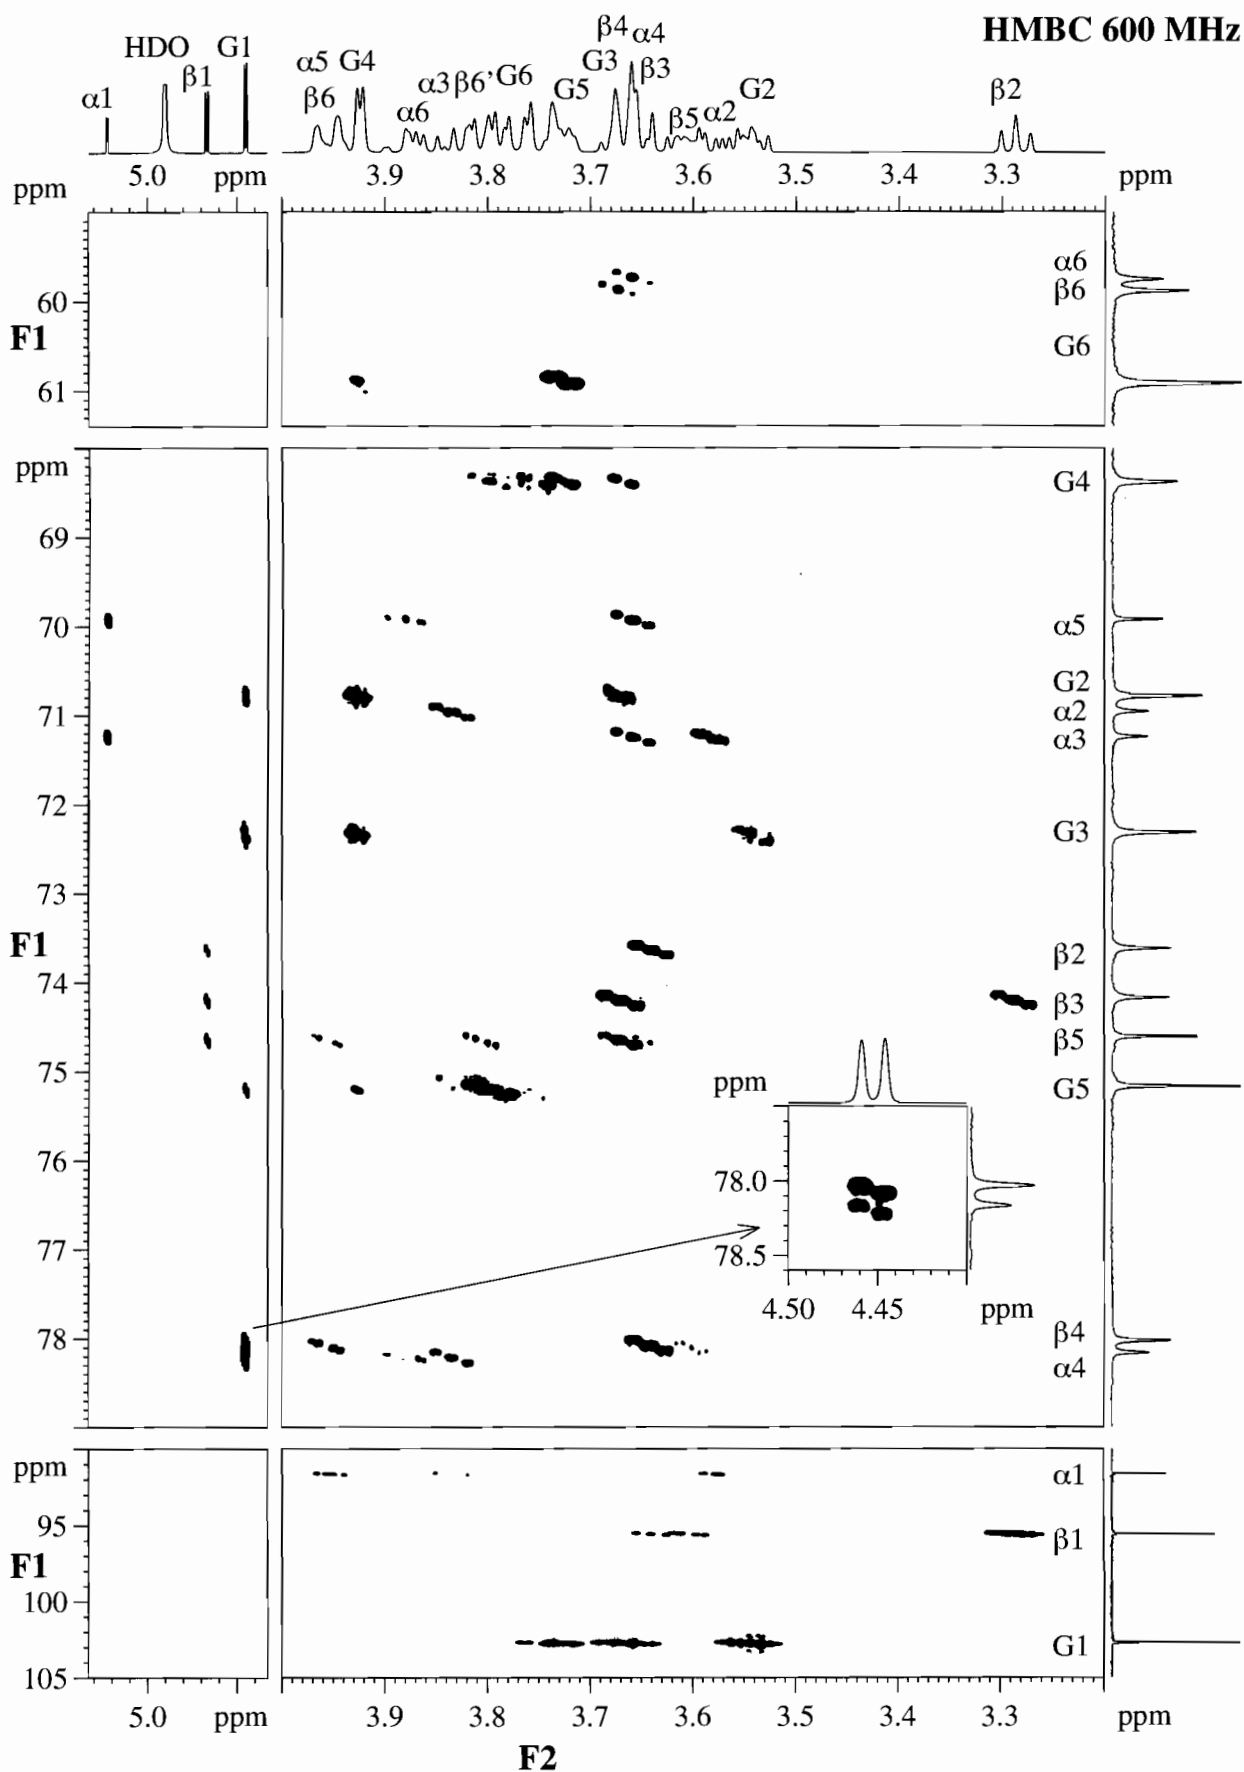 HMBC 600 MHz
β4 α4
HDO G1 α5 G4 G3 β3
β1 α3 β6' G6 G5 G2 β2
α1 β6 α6 β5 α2
5.0 ppm 3.9 3.8 3.7 3.6 3.5 3.4 3.3 ppm
ppm
α6
60 β6
F1 G6
61
ppm G4
69
70 α5
G2
71 α2
α3
72 G3
73
F1 β2
74 β3
β5
75 ppm G5
76
78.0
77
78.5
4.50 4.45 ppm
78 β4
α4
ppm α1
95 β1
F1
100
G1
105
5.0 ppm 3.9 3.8 3.7 3.6 3.5 3.4 3.3 ppm
F2